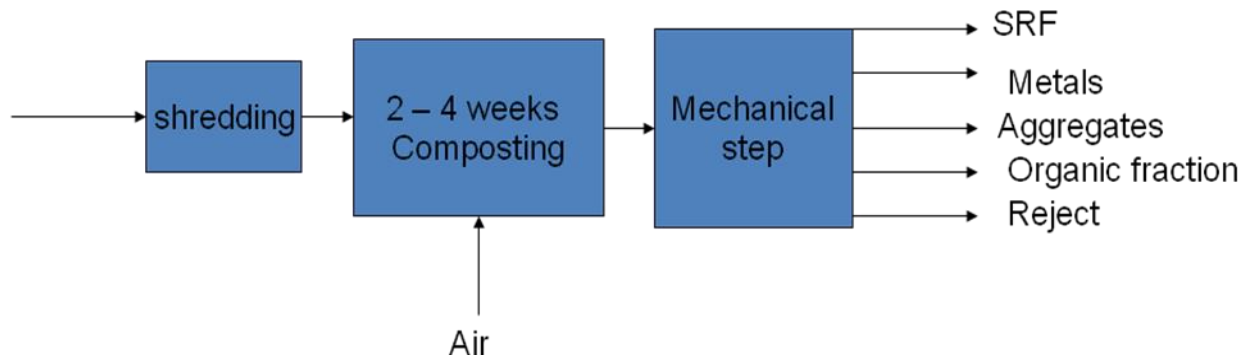 shredding
2 – 4 weeks
Composting
Air
Mechanical
step
SRF
Metals
Aggregates
Organic fraction
Reject